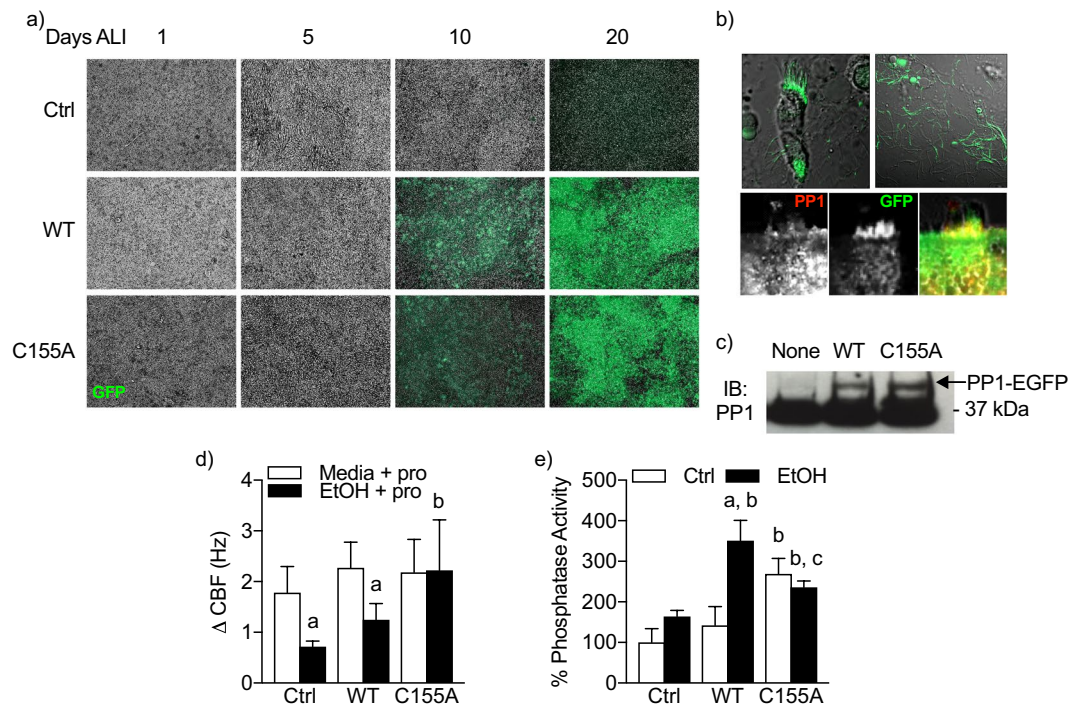 a)
Days ALI 1 5 10 20
Ctrl
WT
C155A
GFP
b)
PP1 GFP
c)
None WT C155A
IB:
PP1
PP1-EGFP
- 37 kDa
d)
Media + pro
EtOH + pro
Δ CBF (Hz)
4
3
2
1
0
a
a
b
Ctrl WT C155A
e)
Ctrl EtOH
% Phosphatase Activity
500
400
300
200
100
0
a, b
b
b, c
Ctrl WT C155A